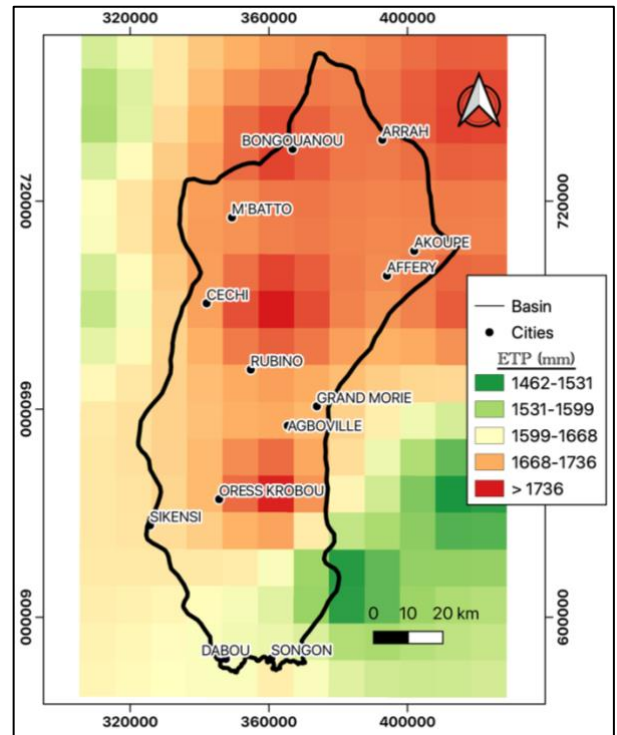 320000 360000 400000
720000
660000
600000
BONGOUANOU
ARRAH
M'BATTO
AKOUPE
AFFERY
CECHI
RUBINO
GRAND MORIE
AGBOVILLE
ORESS KROBOU
SIKENSI
DABOU
SONGON
720000
600000
Basin
Cities
ETP (mm)
1462-1531
1531-1599
1599-1668
1668-1736
> 1736
0 10 20 km
320000 360000 400000